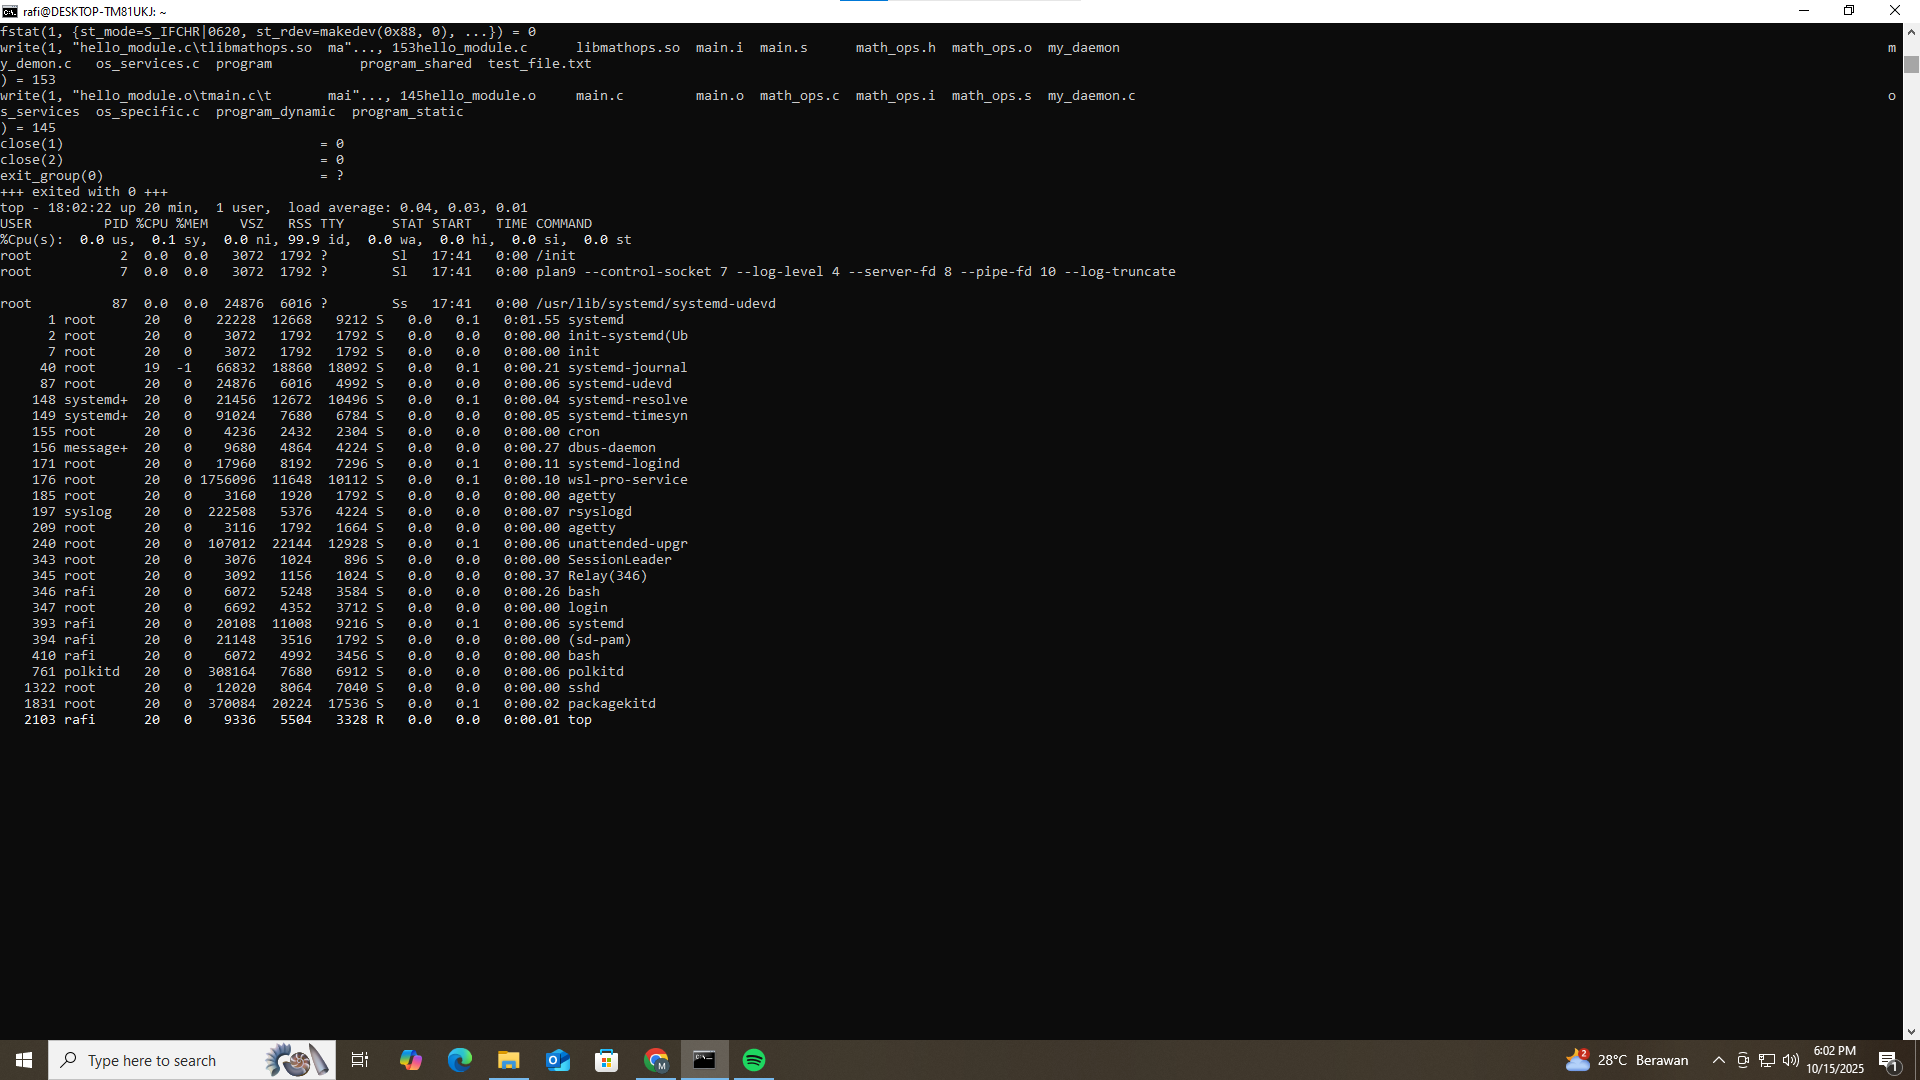 rafi@DESKTOP-TM81UKJ: ~
fstat(1, {st_mode=S_IFCHR|0620, st_rdev=makedev(0x88, 0), ...}) = 0
write(1, "hello_module.c\tlibmathops.so  ma"..., 153hello_module.c      libmathops.so  main.i  main.s      math_ops.h  math_ops.o  my_daemon                                                                                                m
y_demon.c   os_services.c  program           program_shared  test_file.txt
) = 153
write(1, "hello_module.o\tmain.c\t       mai"..., 145hello_module.o     main.c         main.o  math_ops.c  math_ops.i  math_ops.s  my_daemon.c                                                                                              o
s_services  os_specific.c  program_dynamic  program_static
) = 145
close(1)                                = 0
close(2)                                = 0
exit_group(0)                           = ?
+++ exited with 0 +++
top - 18:02:22 up 20 min,  1 user,  load average: 0.04, 0.03, 0.01
USER         PID %CPU %MEM    VSZ   RSS TTY      STAT START   TIME COMMAND
%Cpu(s):  0.0 us,  0.1 sy,  0.0 ni, 99.9 id,  0.0 wa,  0.0 hi,  0.0 si,  0.0 st
root           2  0.0  0.0   3072  1792 ?        Sl   17:41   0:00 /init
root           7  0.0  0.0   3072  1792 ?        Sl   17:41   0:00 plan9 --control-socket 7 --log-level 4 --server-fd 8 --pipe-fd 10 --log-truncate
root          87  0.0  0.0  24876  6016 ?        Ss   17:41   0:00 /usr/lib/systemd/systemd-udevd
      1 root      20   0   22228  12668   9212 S   0.0   0.1   0:01.55 systemd
      2 root      20   0    3072   1792   1792 S   0.0   0.0   0:00.00 init-systemd(Ub
      7 root      20   0    3072   1792   1792 S   0.0   0.0   0:00.00 init
     40 root      19  -1   66832  18860  18092 S   0.0   0.1   0:00.21 systemd-journal
     87 root      20   0   24876   6016   4992 S   0.0   0.0   0:00.06 systemd-udevd
    148 systemd+  20   0   21456  12672  10496 S   0.0   0.1   0:00.04 systemd-resolve
    149 systemd+  20   0   91024   7680   6784 S   0.0   0.0   0:00.05 systemd-timesyn
    155 root      20   0    4236   2432   2304 S   0.0   0.0   0:00.00 cron
    156 message+  20   0    9680   4864   4224 S   0.0   0.0   0:00.27 dbus-daemon
    171 root      20   0   17960   8192   7296 S   0.0   0.1   0:00.11 systemd-logind
    176 root      20   0 1756096  11648  10112 S   0.0   0.1   0:00.10 wsl-pro-service
    185 root      20   0    3160   1920   1792 S   0.0   0.0   0:00.00 agetty
    197 syslog    20   0  222508   5376   4224 S   0.0   0.0   0:00.07 rsyslogd
    209 root      20   0    3116   1792   1664 S   0.0   0.0   0:00.00 agetty
    240 root      20   0  107012  22144  12928 S   0.0   0.1   0:00.06 unattended-upgr
    343 root      20   0    3076   1024    896 S   0.0   0.0   0:00.00 SessionLeader
    345 root      20   0    3092   1156   1024 S   0.0   0.0   0:00.37 Relay(346)
    346 rafi      20   0    6072   5248   3584 S   0.0   0.0   0:00.26 bash
    347 root      20   0    6692   4352   3712 S   0.0   0.0   0:00.00 login
    393 rafi      20   0   20108  11008   9216 S   0.0   0.1   0:00.06 systemd
    394 rafi      20   0   21148   3516   1792 S   0.0   0.0   0:00.00 (sd-pam)
    410 rafi      20   0    6072   4992   3456 S   0.0   0.0   0:00.00 bash
    761 polkitd   20   0  308164   7680   6912 S   0.0   0.0   0:00.06 polkitd
   1322 root      20   0   12020   8064   7040 S   0.0   0.0   0:00.00 sshd
   1831 root      20   0  370084  20224  17536 S   0.0   0.1   0:00.02 packagekitd
   2103 rafi      20   0    9336   5504   3328 R   0.0   0.0   0:00.01 top
Type here to search
M
2
28°C  Berawan
6:02 PM
10/15/2025
1